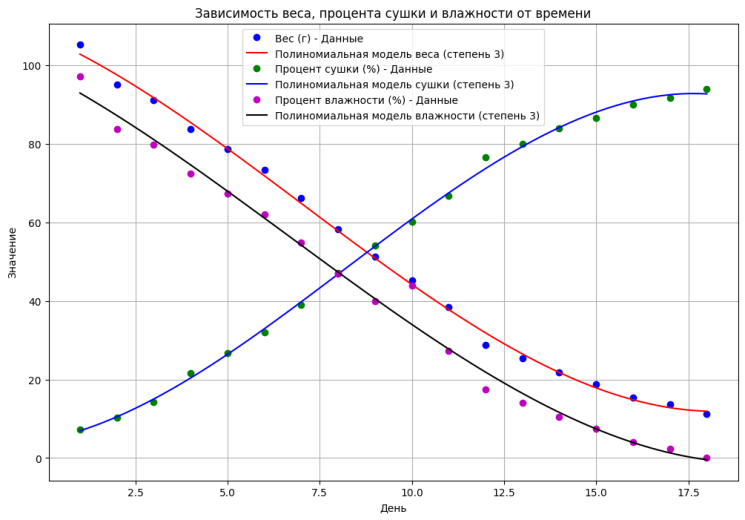 Зависимость веса, процента сушки и влажности от времени
Вес (г) - Данные
Полиномиальная модель веса (степень 3)
Процент сушки (%) - Данные
Полиномиальная модель сушки (степень 3)
Процент влажности (%) - Данные
Полиномиальная модель влажности (степень 3)
Значение
100
80
60
40
20
0
2.5 5.0 7.5 10.0 12.5 15.0 17.5
День